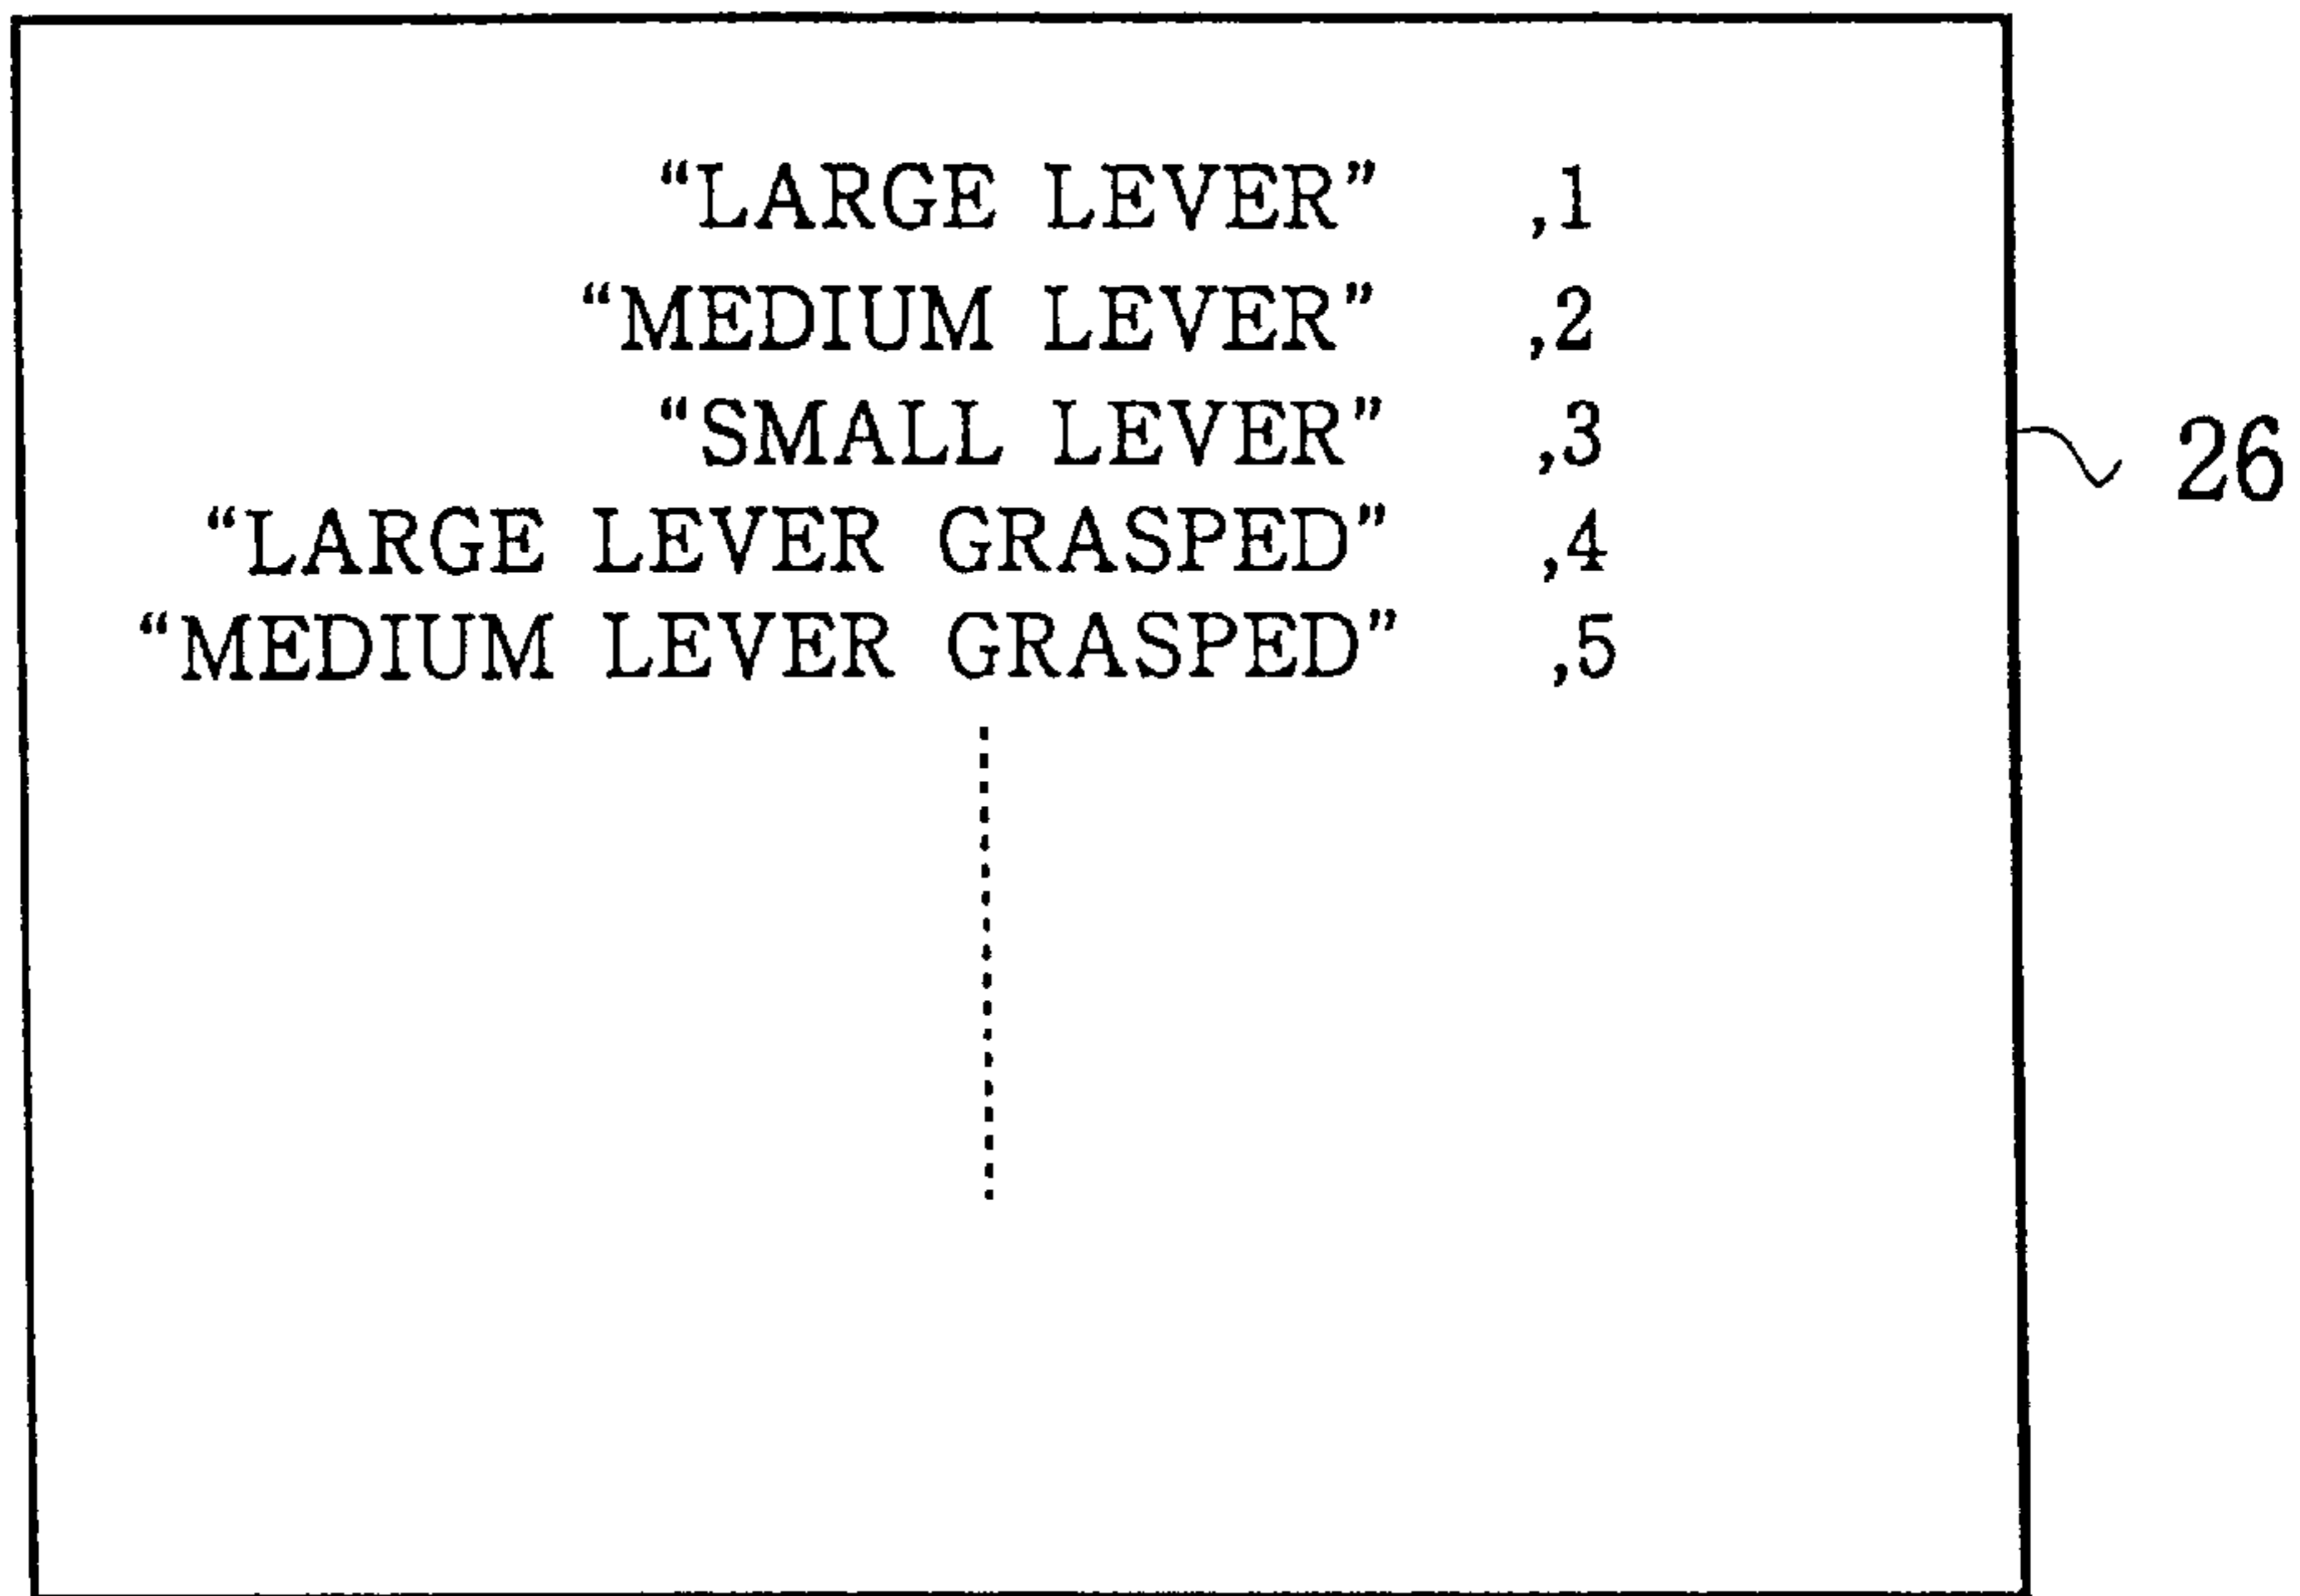 “LARGE LEVER” ,1
“MEDIUM LEVER” ,2
“SMALL LEVER” ,3
26
“LARGE LEVER GRASPED” ,4
“MEDIUM LEVER GRASPED” ,5